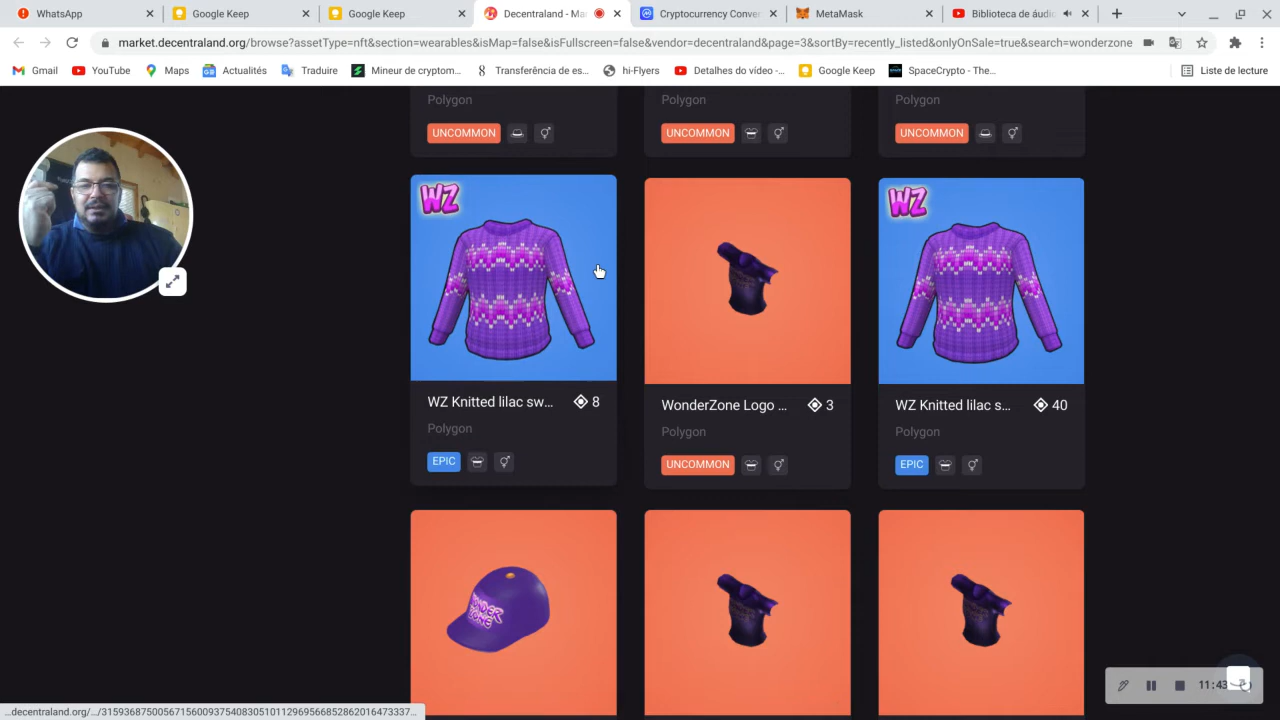 WhatsApp
Google Keep
Google Keep
Decentraland - Ma
Cryptocurrency Conver
MetaMask
Biblioteca de áudio
market.decentraland.org/browse?assetType=nft&section=wearables&isMap=false&isFullscreen=false&vendor=decentraland&page=3&sortBy=recently_listed&onlyOnSale=true&search=wonderzone
Gmail
YouTube
Maps
Actualités
Traduire
Mineur de cryptom...
Transferência de es...
hi-Flyers
Detalhes do vídeo -...
Google Keep
SpaceCrypto - The...
Liste de lecture
Polygon
Polygon
Polygon
UNCOMMON
UNCOMMON
UNCOMMON
WZ
WZ
WZ Knitted lilac sw... 8
WonderZone Logo ... 3
WZ Knitted lilac s... 40
Polygon
Polygon
Polygon
EPIC
UNCOMMON
EPIC
WONDER
ZONE
11:43
...decentraland.org/.../3159368750056715600937540830510112969566852862016473337...